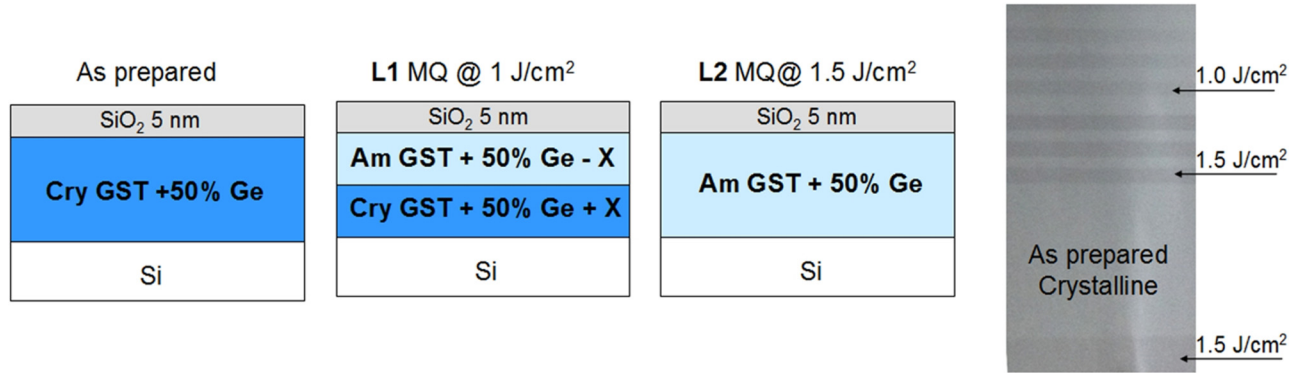 As prepared
SiO₂ 5 nm
Cry GST +50% Ge
Si
L1 MQ @ 1 J/cm²
SiO₂ 5 nm
Am GST + 50% Ge - X
Cry GST + 50% Ge + X
Si
L2 MQ@ 1.5 J/cm²
SiO₂ 5 nm
Am GST + 50% Ge
Si
1.0 J/cm²
1.5 J/cm²
As prepared
Crystalline
1.5 J/cm²